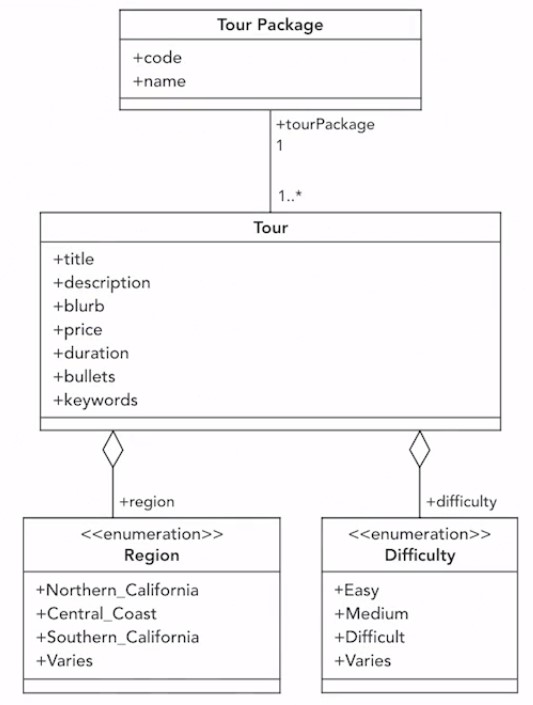 Tour Package
+code
+name
+tourPackage
1
1..*
Tour
+title
+description
+blurb
+price
+duration
+bullets
+keywords
+region
+difficulty
<<enumeration>>
Region
+Northern_California
+Central_Coast
+Southern_California
+Varies
<<enumeration>>
Difficulty
+Easy
+Medium
+Difficult
+Varies